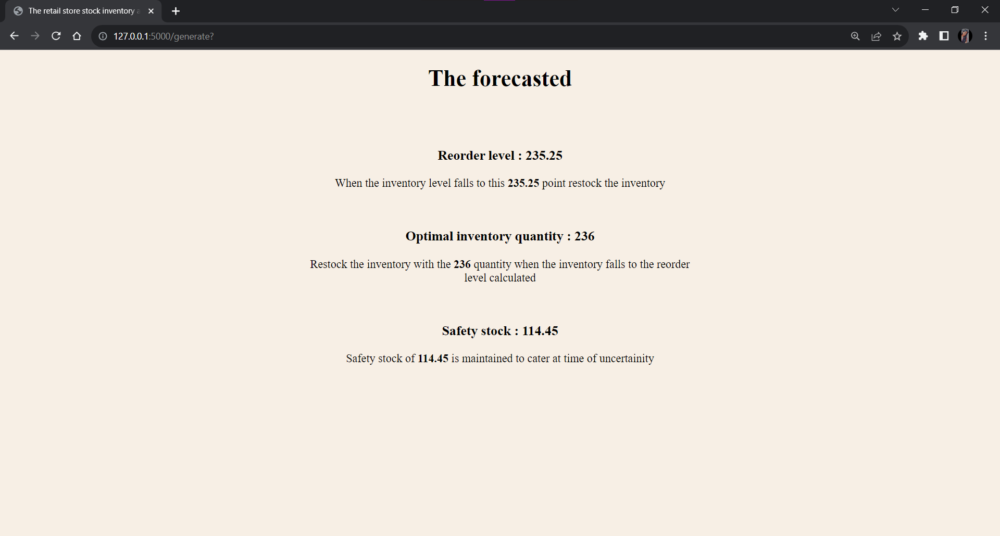 The retail store stock inventory a
127.0.0.1:5000/generate?
The forecasted
Reorder level : 235.25
When the inventory level falls to this 235.25 point restock the inventory
Optimal inventory quantity : 236
Restock the inventory with the 236 quantity when the inventory falls to the reorder
level calculated
Safety stock : 114.45
Safety stock of 114.45 is maintained to cater at time of uncertainity